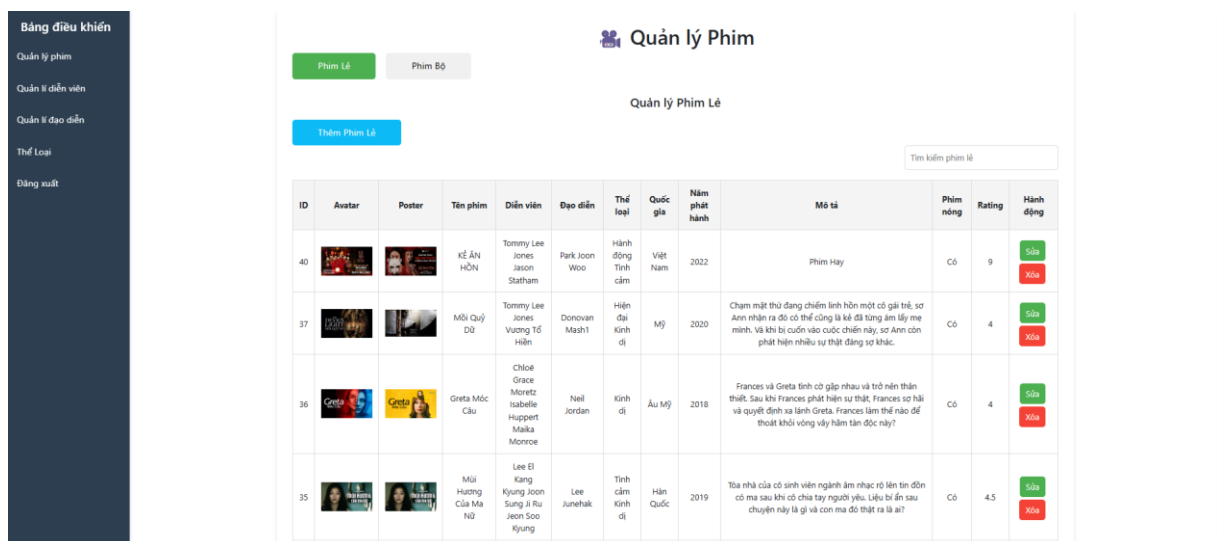 Bảng điều khiển
Quản lý phim
Quản lí diễn viên
Quản lí đạo diễn
Thể Loại
Đăng xuất
Quản lý Phim
Phim Lẻ
Phim Bộ
Quản lý Phim Lẻ
Thêm Phim Lẻ
Tìm kiếm phim lẻ
ID
Avatar
Poster
Tên phim
Diễn viên
Đạo diễn
Thể
loại
Quốc
gia
Năm
phát
hành
Mô tả
Phim
nóng
Rating
Hành
động
40
KẺ ĂN
HỒN
Tommy Lee
Jones
Jason
Statham
Park Joon
Woo
Hành
động
Tình
cảm
Việt
Nam
2022
Phim Hay
Có
9
Sửa
Xóa
37
Mồi Quỷ
Dữ
Tommy Lee
Jones
Vương Tổ
Hiền
Donovan
Mash1
Hiện
đại
Kinh
dị
Mỹ
2020
Chạm mặt thứ đang chiếm linh hồn một cô gái trẻ, sơ
Ann nhận ra đó có thể cũng là kẻ đã từng ám lấy mẹ
mình. Và khi bị cuốn vào cuộc chiến này, sơ Ann còn
phát hiện nhiều sự thật đáng sợ khác.
Có
4
Sửa
Xóa
36
Greta
Greta
Greta Móc
Câu
Chloë
Grace
Moretz
Isabelle
Huppert
Maika
Monroe
Neil
Jordan
Kinh
dị
Âu Mỹ
2018
Frances và Greta tình cờ gặp nhau và trở nên thân
thiết. Sau khi Frances phát hiện sự thật, Frances sợ hãi
và quyết định xa lánh Greta. Frances làm thế nào để
thoát khỏi vòng vây hãm tàn độc này?
Có
4
Sửa
Xóa
35
Mùi
Hương
Của Ma
Nữ
Lee El
Kang
Kyung Joon
Sung Ji Ru
Jeon Soo
Kyung
Lee
Junehak
Tình
cảm
Kinh
dị
Hàn
Quốc
2019
Tòa nhà của cô sinh viên ngành âm nhạc rộ lên tin đồn
có ma sau khi cô chia tay người yêu. Liệu bí ẩn sau
chuyện này là gì và con ma đó thật ra là ai?
Có
4.5
Sửa
Xóa